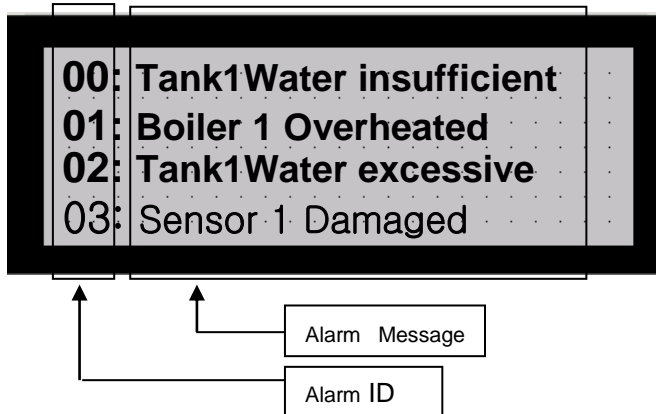 00: Tank1Water insufficient
01: Boiler 1 Overheated
02: Tank1Water excessive
03: Sensor 1 Damaged
Alarm Message
Alarm ID